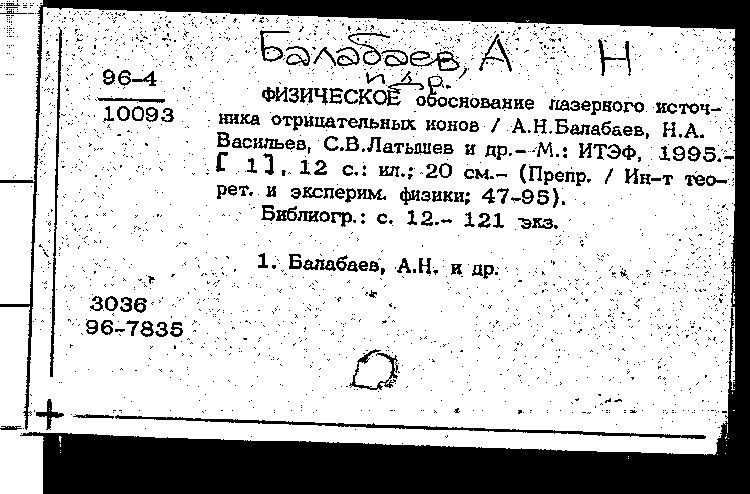 Балабаев, А Н
и др.
96-4
10093
ФИЗИЧЕСКОЕ обоснование лазерного источ-
ника отрицательных ионов / А.Н.Балабаев, Н.А.
Васильев, С.В.Латышев и др.- М.: ИТЭФ, 1995.-
[ 1], 12 с.: ил.; 20 см.- (Препр. / Ин-т тео-
рет. и эксперим. физики; 47-95).
Библиогр.: с. 12.- 121 экз.
1. Балабаев, А.Н. и др.
3036
96-7835